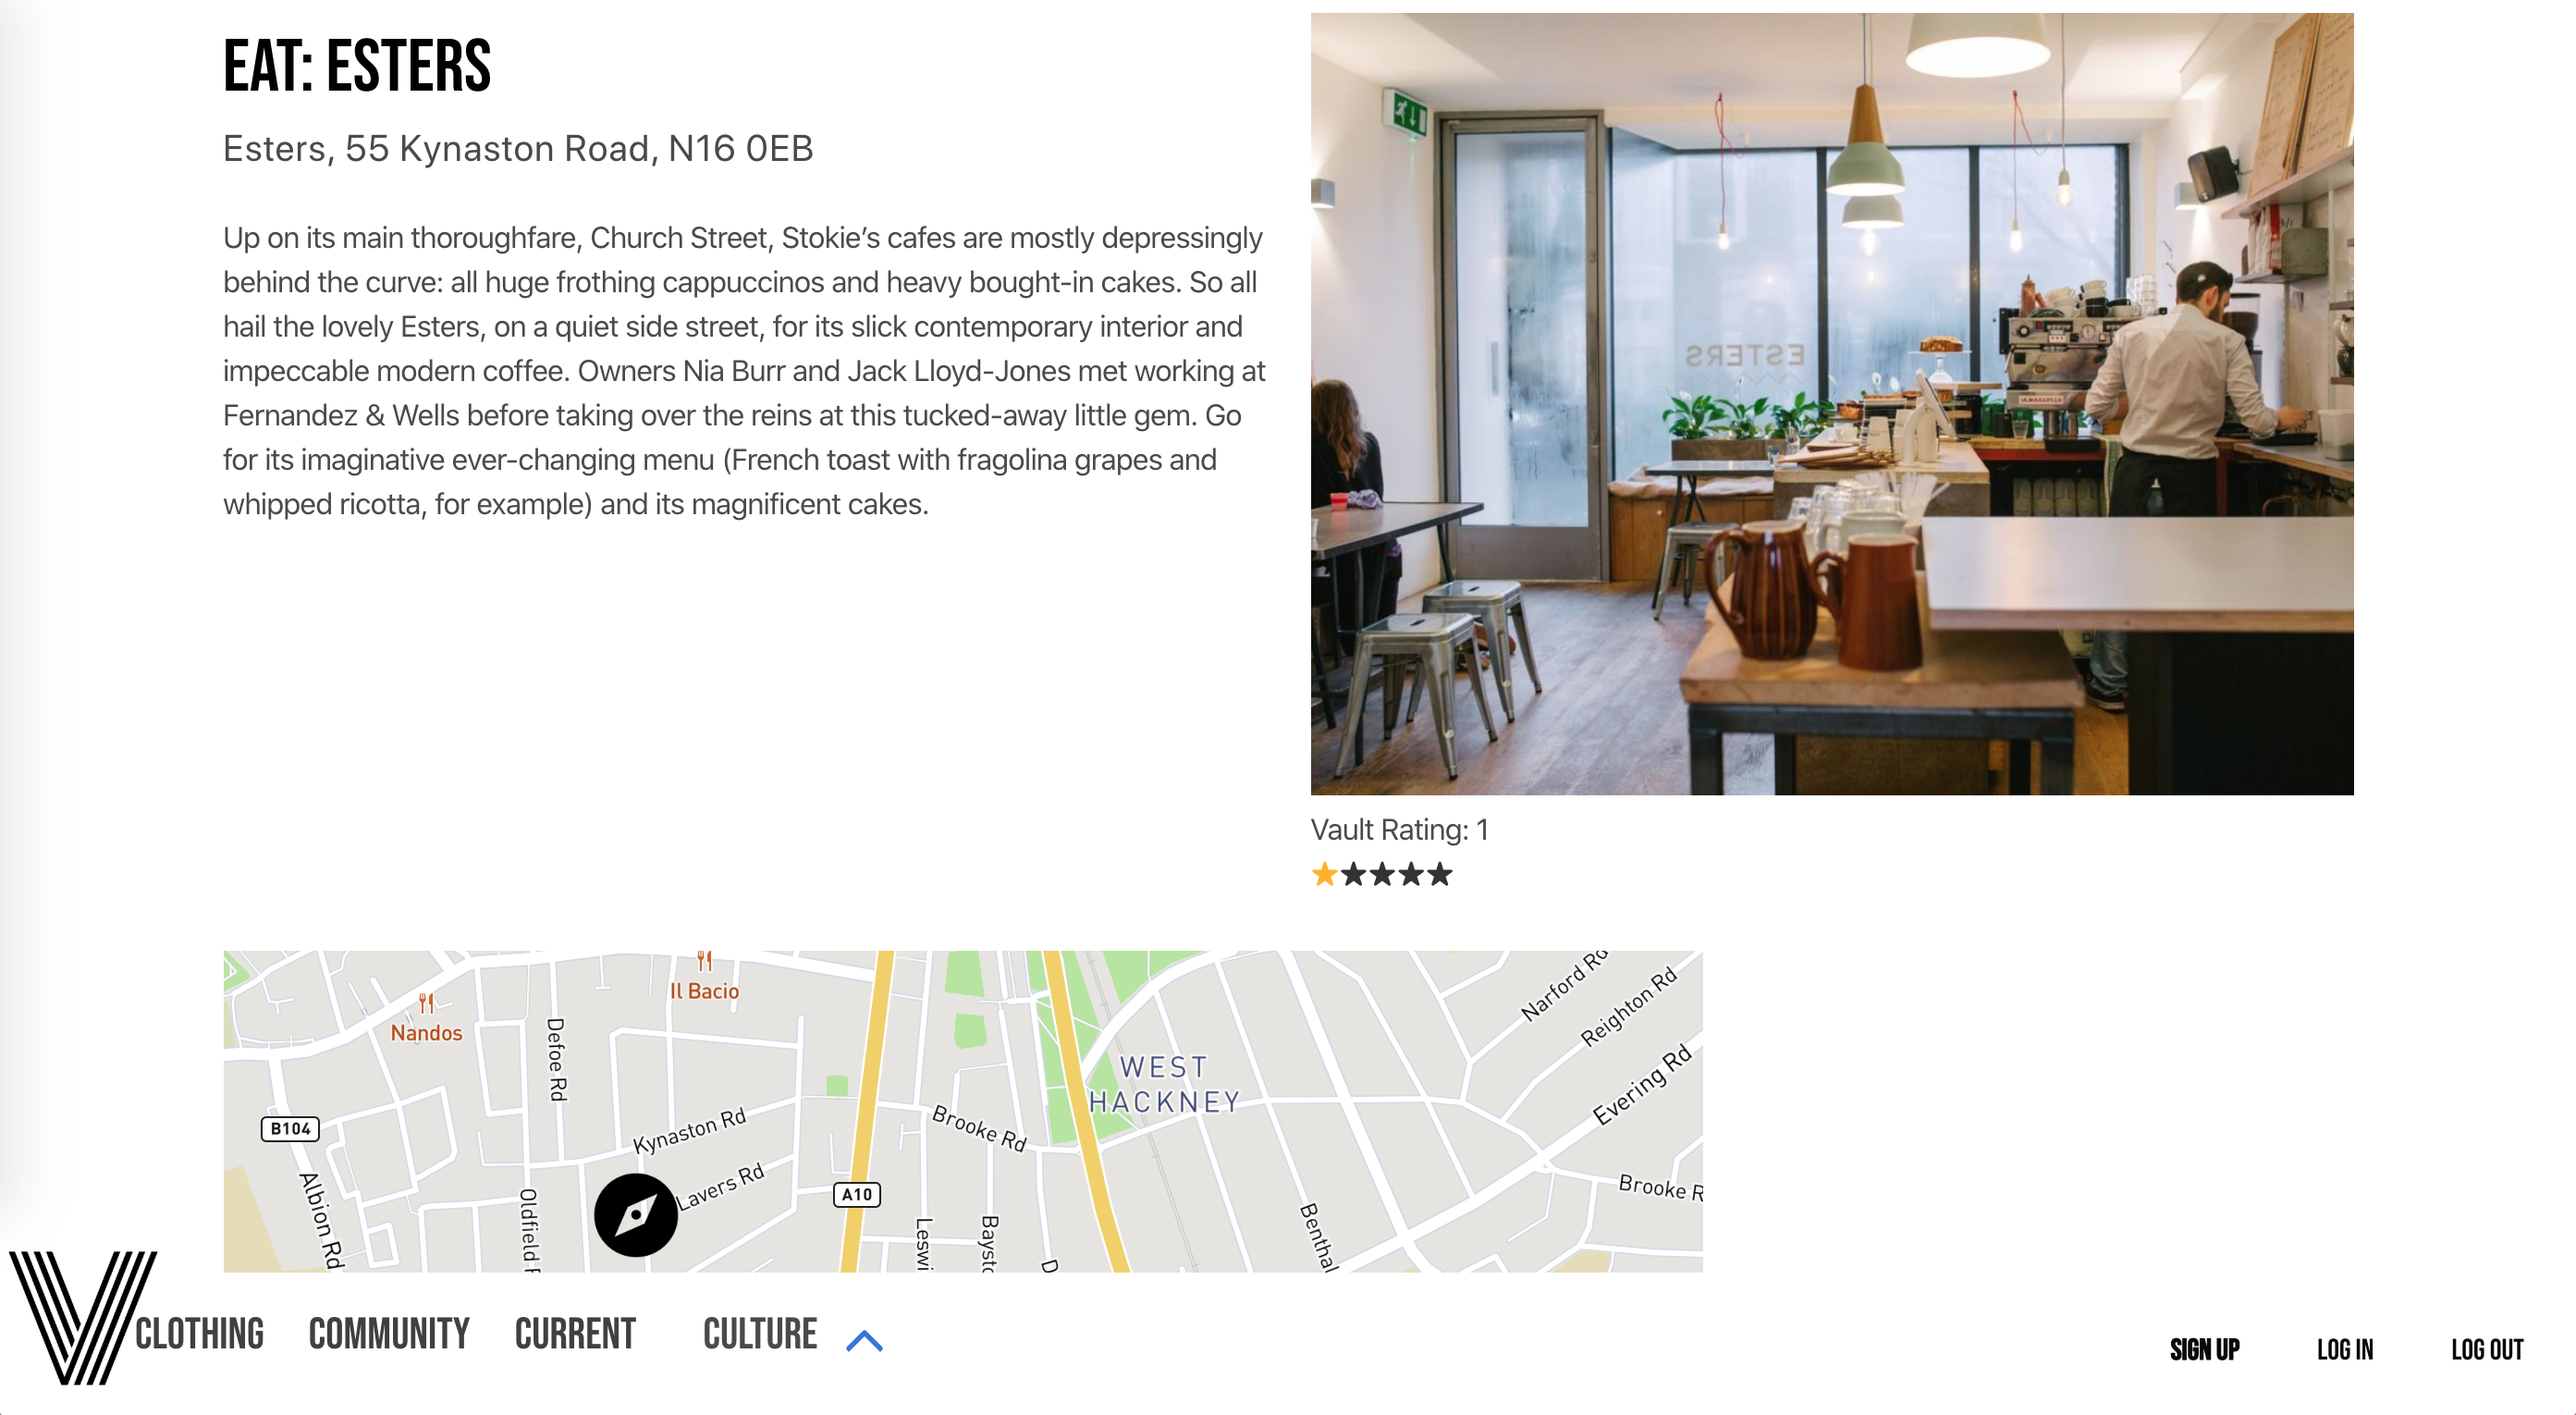 EAT: ESTERS
Esters, 55 Kynaston Road, N16 0EB
Up on its main thoroughfare, Church Street, Stokie’s cafes are mostly depressingly
behind the curve: all huge frothing cappuccinos and heavy bought-in cakes. So all
hail the lovely Esters, on a quiet side street, for its slick contemporary interior and
impeccable modern coffee. Owners Nia Burr and Jack Lloyd-Jones met working at
Fernandez & Wells before taking over the reins at this tucked-away little gem. Go
for its imaginative ever-changing menu (French toast with fragolina grapes and
whipped ricotta, for example) and its magnificent cakes.
ESTERS
Vault Rating: 1
Il Bacio
Nandos
Defoe Rd
Narford Rd
Reighton Rd
WEST
HACKNEY
Evering Rd
B104
Kynaston Rd
Brooke Rd
Lavers Rd
A10
Albion Rd
Oldfield
Leswi
Baysto
D
Benthal
Brooke R
CLOTHING
COMMUNITY
CURRENT
CULTURE
SIGN UP
LOG IN
LOG OUT